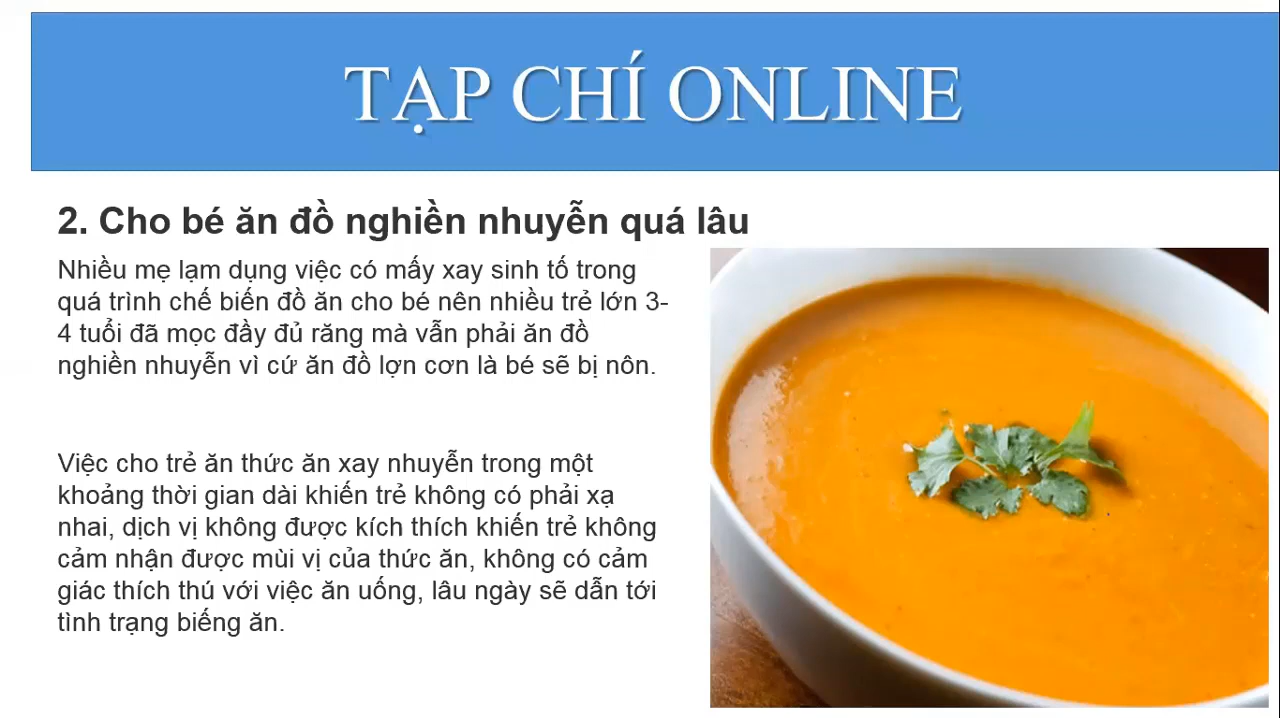 TẠP CHÍ ONLINE
2. Cho bé ăn đồ nghiền nhuyễn quá lâu
Nhiều mẹ lạm dụng việc có mấy xay sinh tố trong
quá trình chế biến đồ ăn cho bé nên nhiều trẻ lớn 3-
4 tuổi đã mọc đầy đủ răng mà vẫn phải ăn đồ
nghiền nhuyễn vì cứ ăn đồ lợn cơn là bé sẽ bị nôn.
Việc cho trẻ ăn thức ăn xay nhuyễn trong một
khoảng thời gian dài khiến trẻ không có phải xạ
nhai, dịch vị không được kích thích khiến trẻ không
cảm nhận được mùi vị của thức ăn, không có cảm
giác thích thú với việc ăn uống, lâu ngày sẽ dẫn tới
tình trạng biếng ăn.